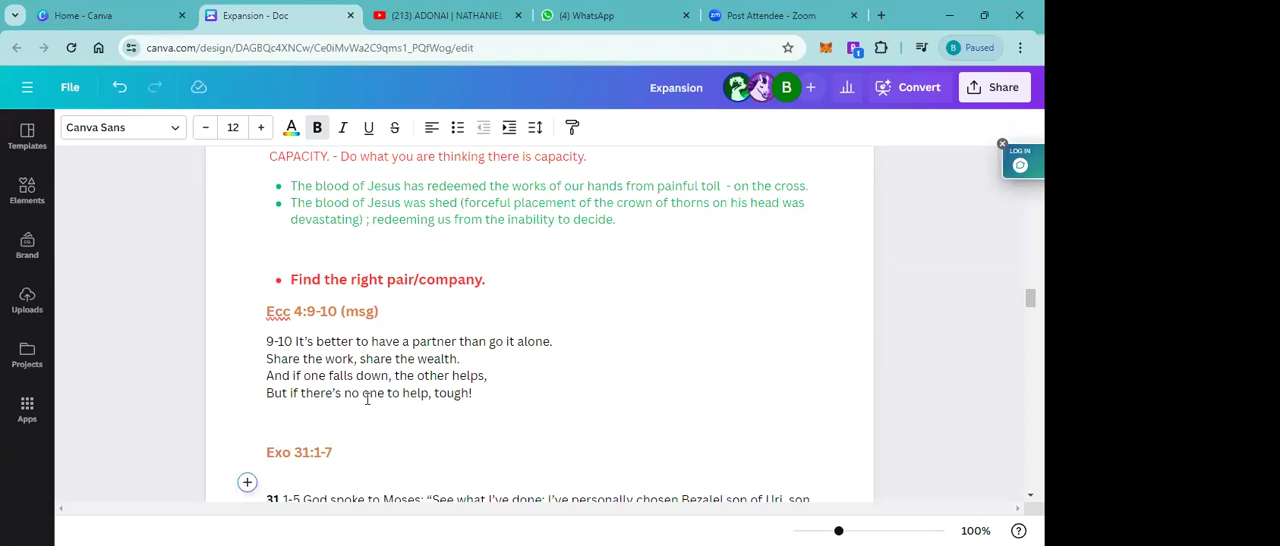 Home - Canva
Expansion - Doc
(213) ADONAI | NATHANIEL
(4) WhatsApp
Post Attendee - Zoom
canva.com/design/DAGBQc4XNCw/Ce0iMvWa2C9qms1_PQfWog/edit
1
B Paused
File
Expansion
B
Convert
Share
Canva Sans
12
A B I U S
LOG IN
Templates
Elements
Brand
Uploads
Projects
Apps
CAPACITY. - Do what you are thinking there is capacity.
The blood of Jesus has redeemed the works of our hands from painful toil - on the cross.
The blood of Jesus was shed (forceful placement of the crown of thorns on his head was
devastating) ; redeeming us from the inability to decide.
Find the right pair/company.
Ecc 4:9-10 (msg)
9-10 It's better to have a partner than go it alone.
Share the work, share the wealth.
And if one falls down, the other helps,
But if there's no one to help, tough!
Exo 31:1-7
31 1-5 God spoke to Moses: "See what I've done; I've personally chosen Bezalel son of Uri, son
100%